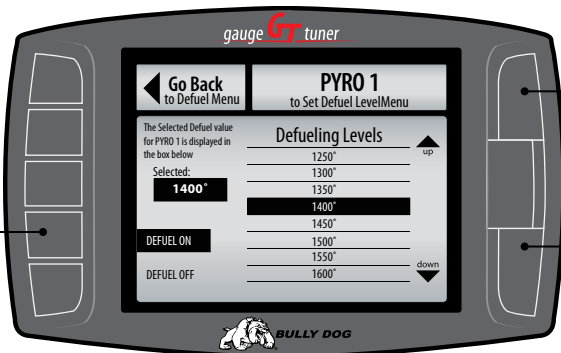 gauge GT tuner
Go Back
to Defuel Menu
PYRO 1
to Set Defuel LevelMenu
The Selected Defuel value
for PYRO 1 is displayed in
the box below
Selected:
1400°
DEFUEL ON
DEFUEL OFF
Defueling Levels
1250°
1300°
1350°
1400°
1450°
1500°
1550°
1600°
up
down
BULLY DOG